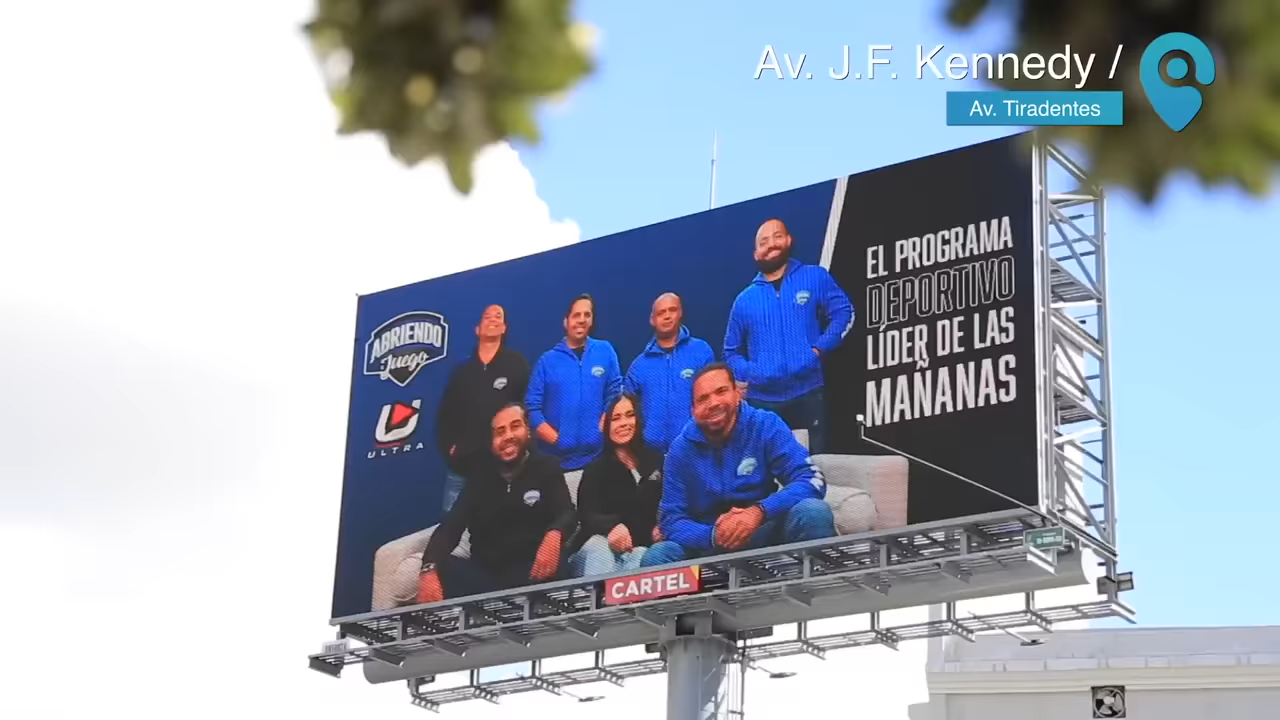 Av. J.F. Kennedy /
Av. Tiradentes
EL PROGRAMA
DEPORTIVO
LÍDER DE LAS
MAÑANAS
ABRIENDO
Juego
ULTRA
CARTEL